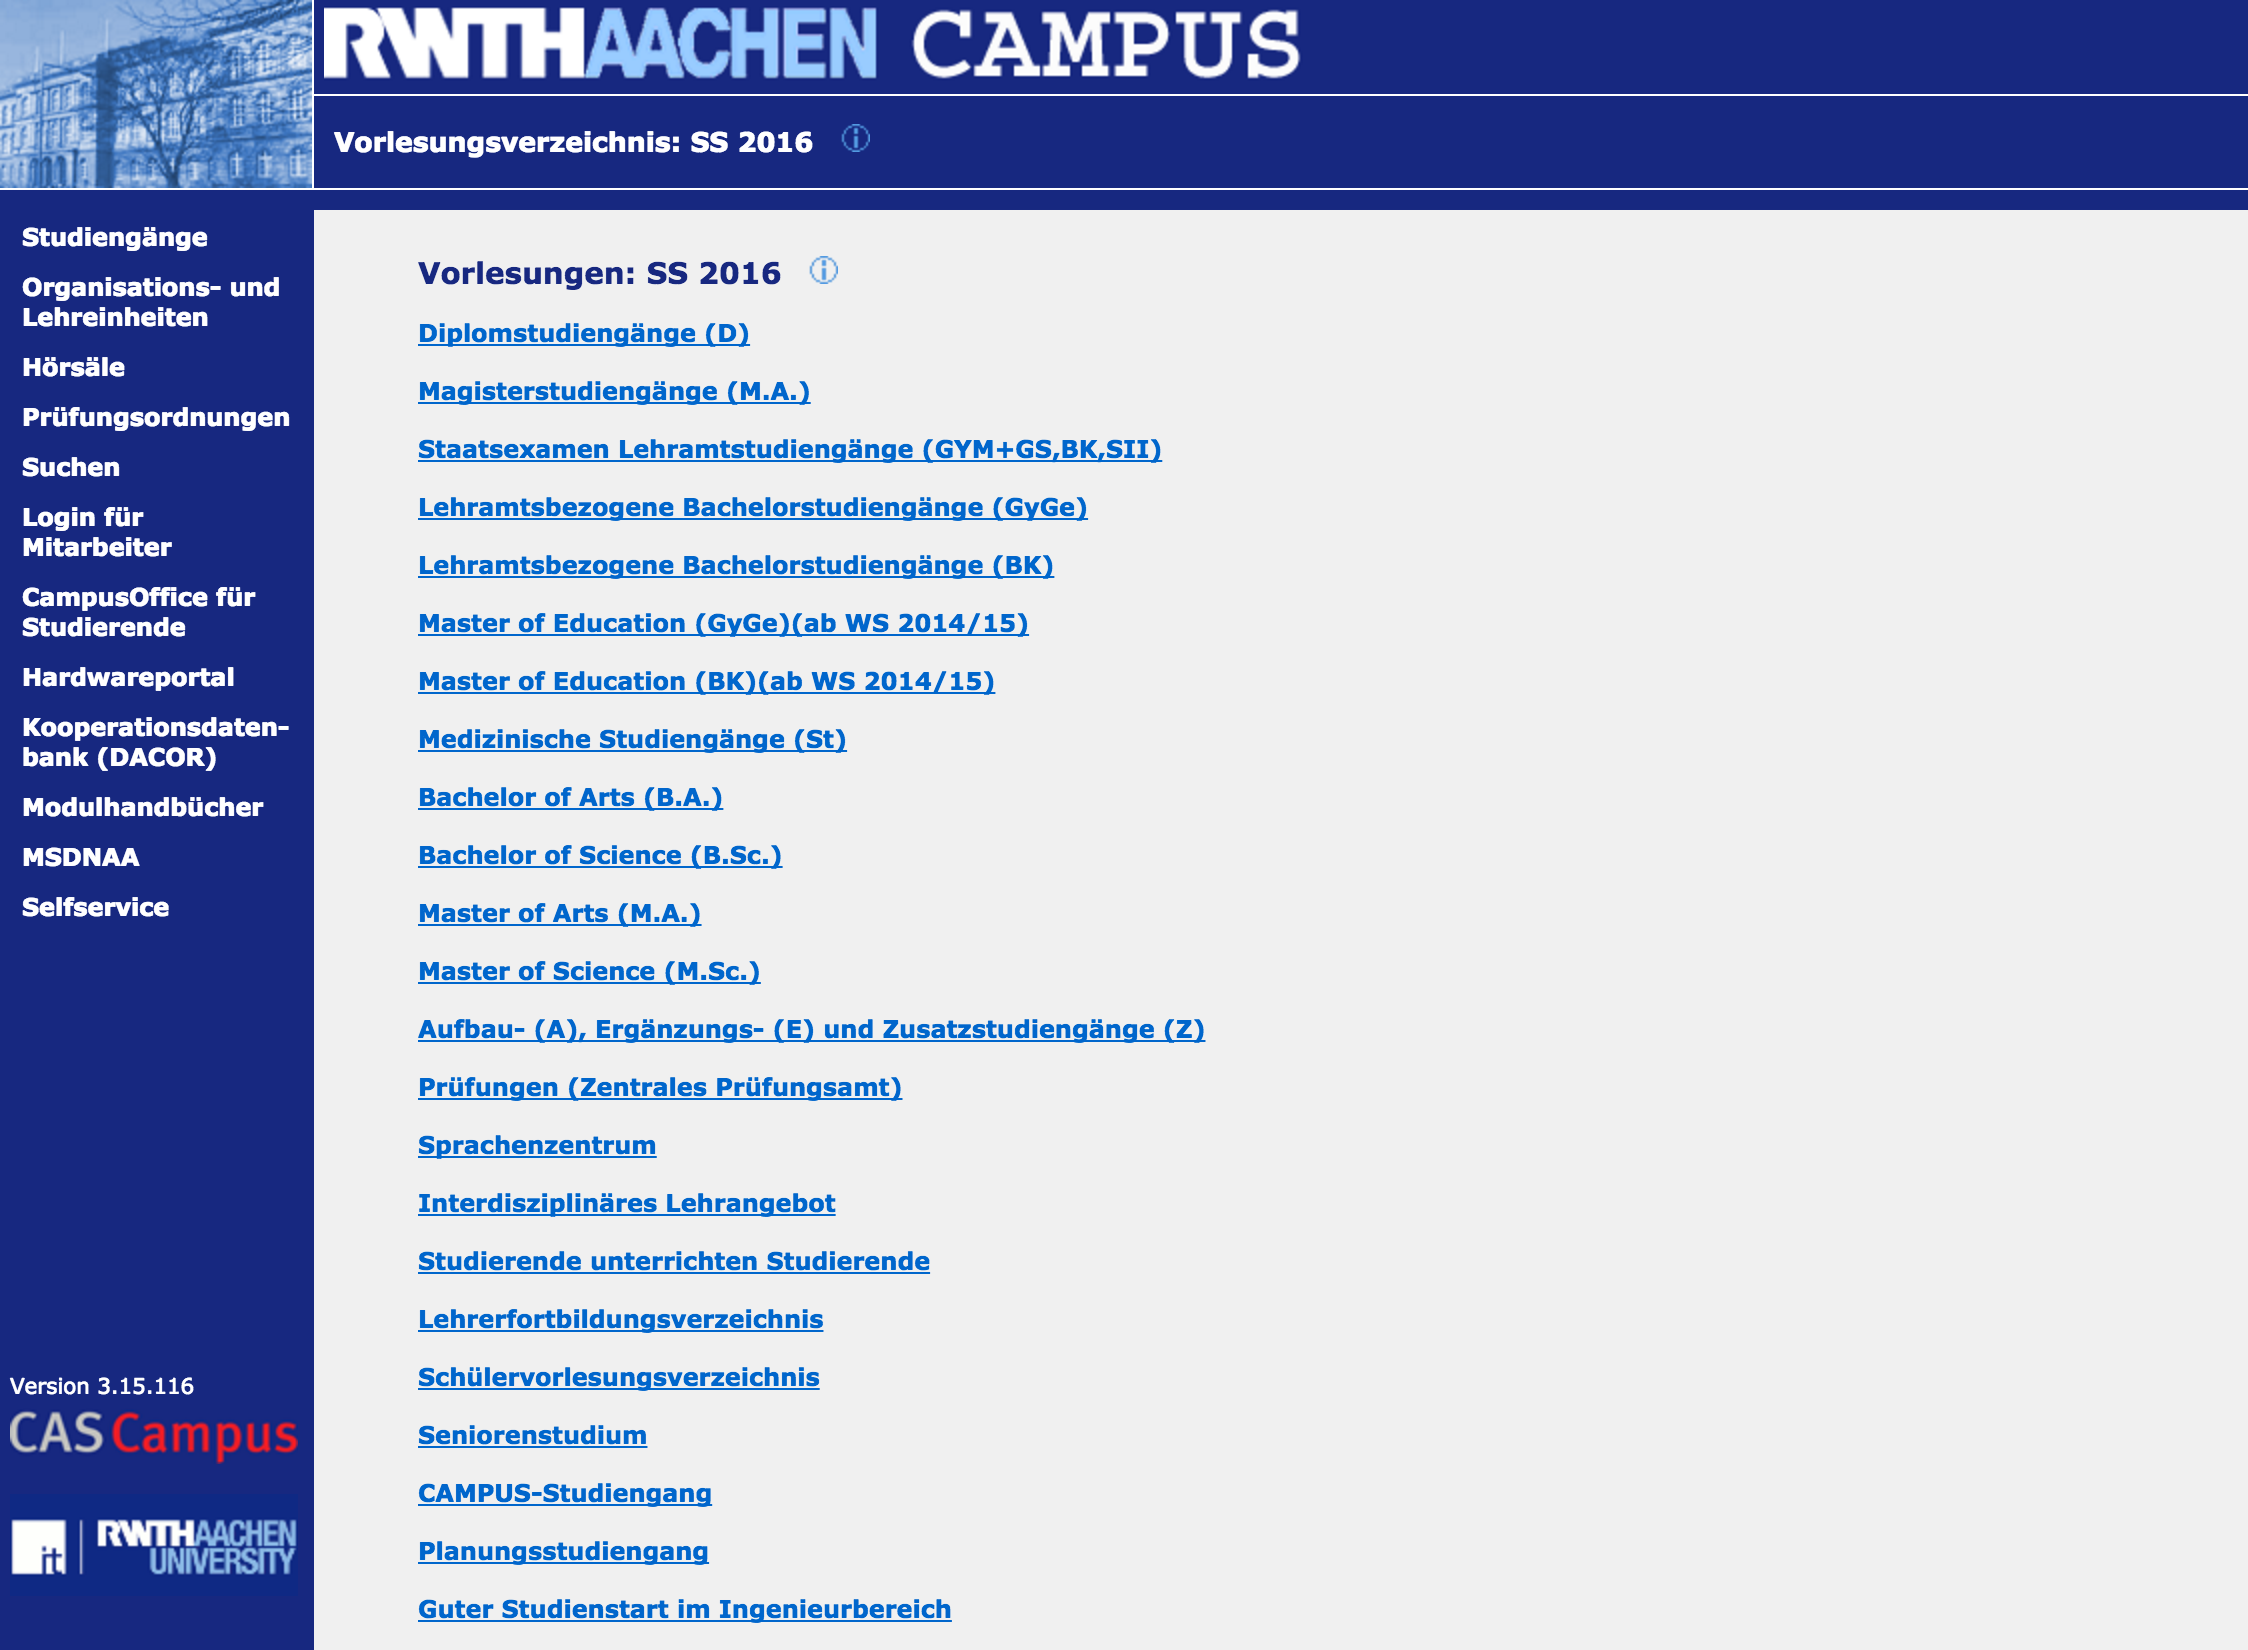 RWTHAACHEN CAMPUS
Vorlesungsverzeichnis: SS 2016
Studiengänge
Organisations- und
Lehreinheiten
Hörsäle
Prüfungsordnungen
Suchen
Login für
Mitarbeiter
CampusOffice für
Studierende
Hardwareportal
Kooperationsdaten-
bank (DACOR)
Modulhandbücher
MSDNAA
Selfservice
Version 3.15.116
CAS Campus
it RWTHAACHEN
UNIVERSITY
Vorlesungen: SS 2016
Diplomstudiengänge (D)
Magisterstudiengänge (M.A.)
Staatsexamen Lehramtstudiengänge (GYM+GS,BK,SII)
Lehramtsbezogene Bachelorstudiengänge (GyGe)
Lehramtsbezogene Bachelorstudiengänge (BK)
Master of Education (GyGe)(ab WS 2014/15)
Master of Education (BK)(ab WS 2014/15)
Medizinische Studiengänge (St)
Bachelor of Arts (B.A.)
Bachelor of Science (B.Sc.)
Master of Arts (M.A.)
Master of Science (M.Sc.)
Aufbau- (A), Ergänzungs- (E) und Zusatzstudiengänge (Z)
Prüfungen (Zentrales Prüfungsamt)
Sprachenzentrum
Interdisziplinäres Lehrangebot
Studierende unterrichten Studierende
Lehrerfortbildungsverzeichnis
Schülervorlesungsverzeichnis
Seniorenstudium
CAMPUS-Studiengang
Planungsstudiengang
Guter Studienstart im Ingenieurbereich